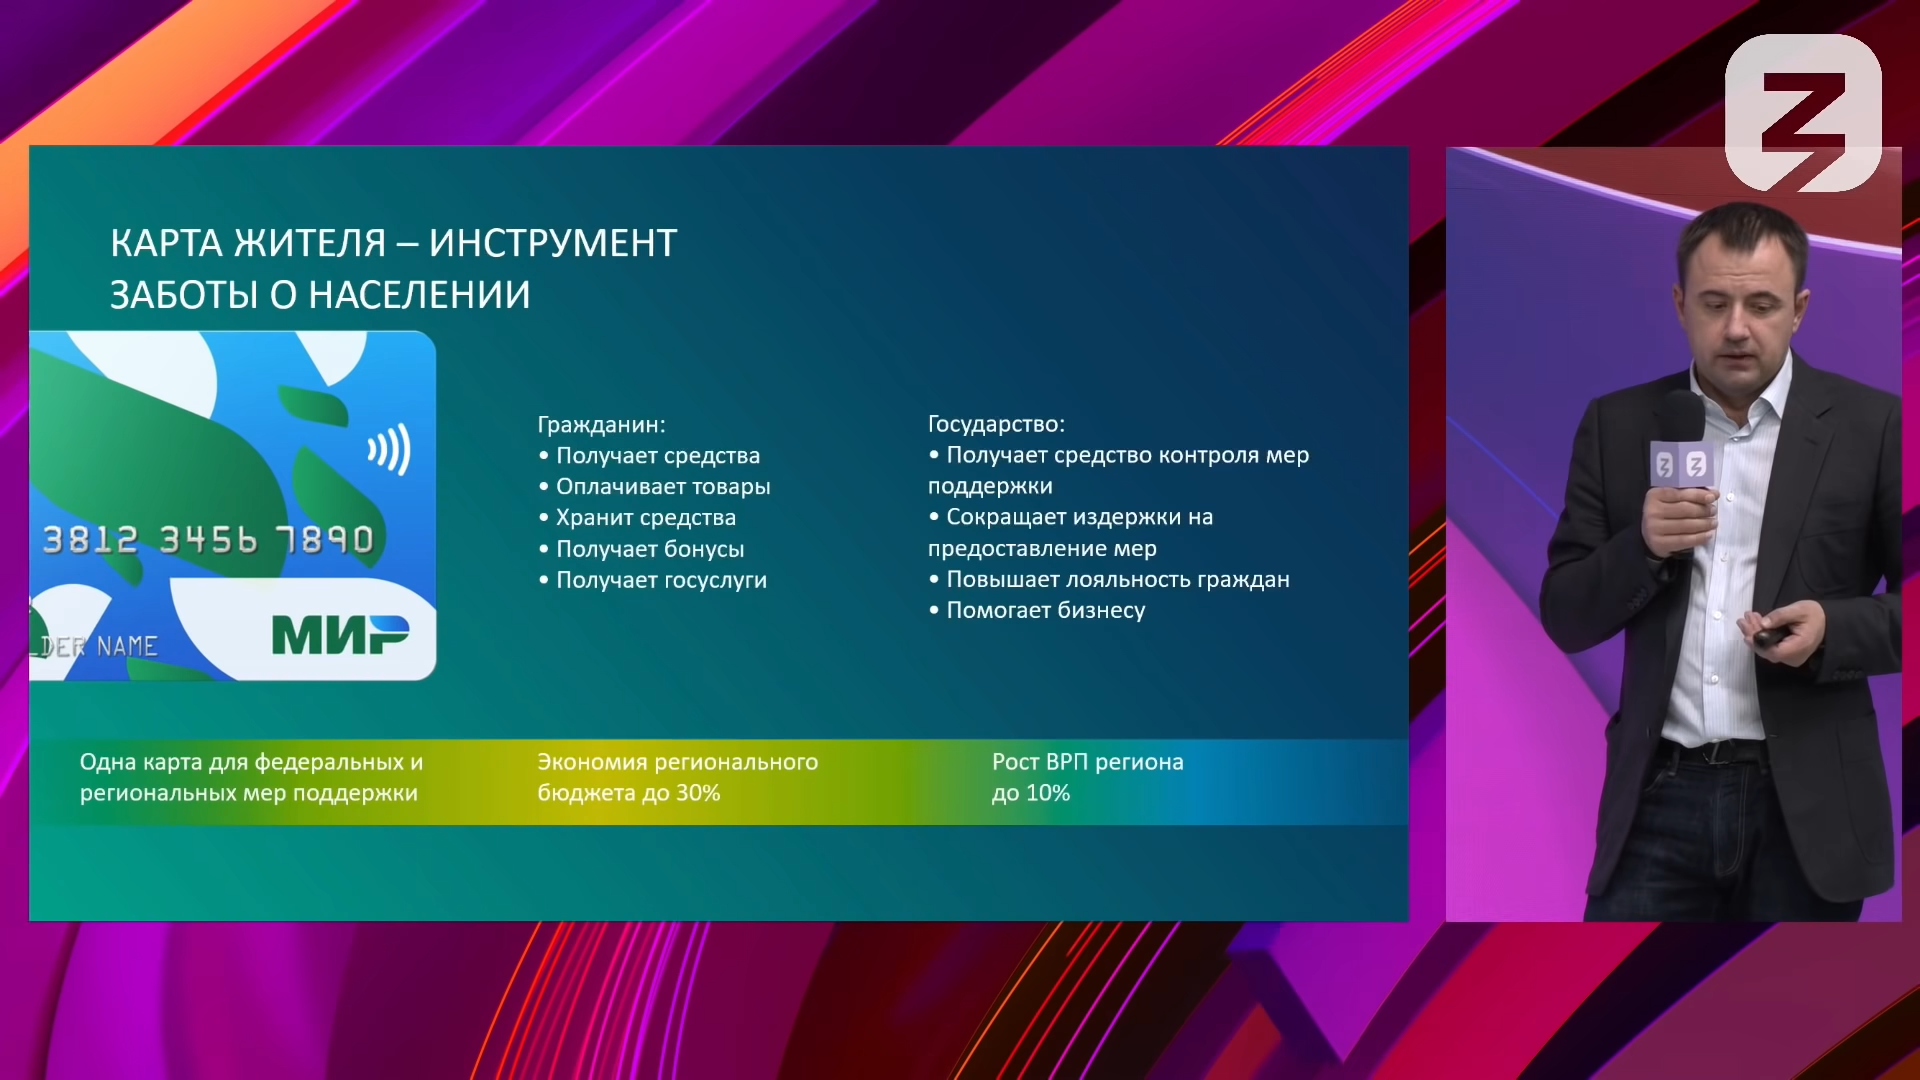 КАРТА ЖИТЕЛЯ – ИНСТРУМЕНТ
ЗАБОТЫ О НАСЕЛЕНИИ
3812 3456 7890
LDER NAME
МИР
Гражданин:
• Получает средства
• Оплачивает товары
• Хранит средства
• Получает бонусы
• Получает госуслуги
Государство:
• Получает средство контроля мер
поддержки
• Сокращает издержки на
предоставление мер
• Повышает лояльность граждан
• Помогает бизнесу
Одна карта для федеральных и
региональных мер поддержки
Экономия регионального
бюджета до 30%
Рост ВРП региона
до 10%